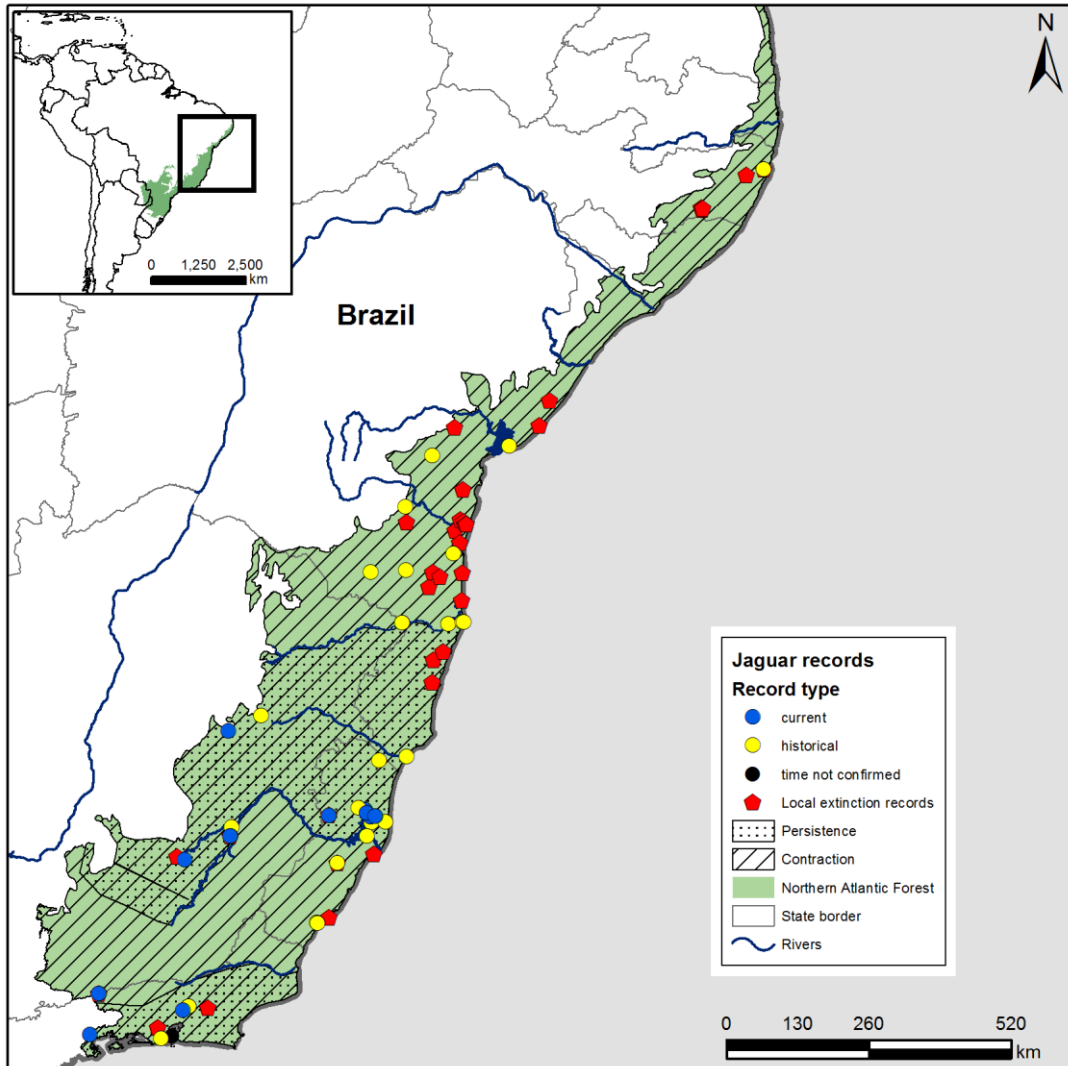 N
0 1,250 2,500
km
Brazil
Jaguar records
Record type
current
historical
time not confirmed
Local extinction records
Persistence
Contraction
Northern Atlantic Forest
State border
Rivers
0 130 260 520
km